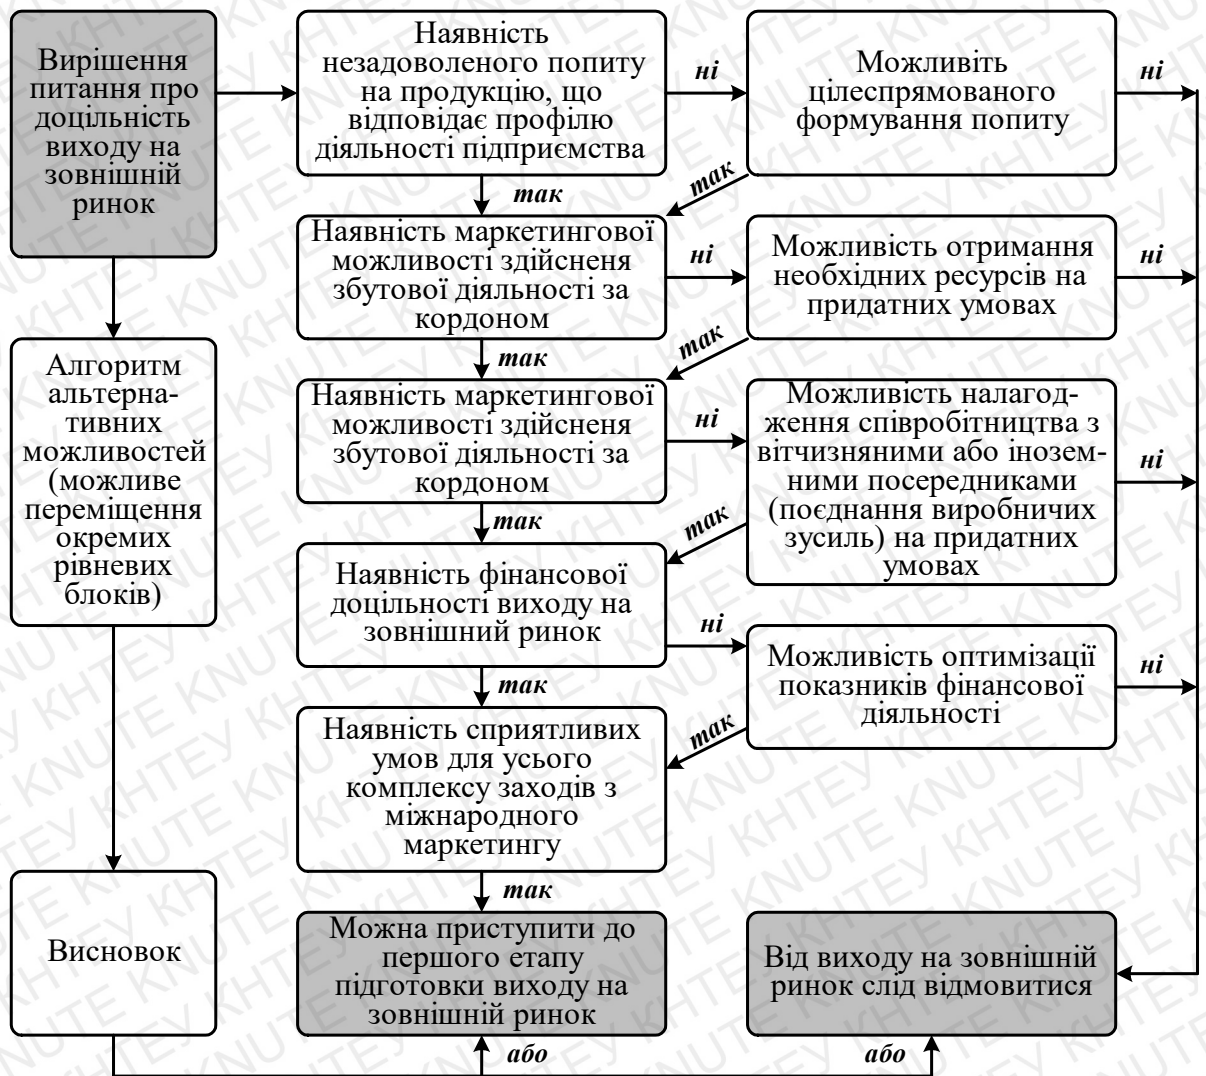 Вирішення
питання про
доцільність
виходу на
зовнішній
ринок
Наявність
незадоволеного попиту
на продукцію, що
відповідає профілю
діяльності підприємства
ні
Можливіть
цілеспрямованого
формування попиту
ні
так
так
Наявність маркетингової
можливості здійсненя
збутової діяльності за
кордоном
ні
Можливість отримання
необхідних ресурсів на
придатних умовах
ні
так
так
Алгоритм
альтерна-
тивних
можливостей
(можливе
переміщення
окремих
рівневих
блоків)
Наявність маркетингової
можливості здійсненя
збутової діяльності за
кордоном
ні
Можливість налагод-
ження співробітництва з
вітчизняними або інозем-
ними посередниками
(поєднання виробничих
зусиль) на придатних
умовах
ні
так
так
Наявність фінансової
доцільності виходу на
зовнішний ринок
ні
Можливість оптимізації
показників фінансової
діяльності
ні
так
так
Наявність сприятливих
умов для усього
комплексу заходів з
міжнародного
маркетингу
так
Висновок
Можна приступити до
першого етапу
підготовки виходу на
зовнішній ринок
Від виходу на зовнішній
ринок слід відмовитися
або
або